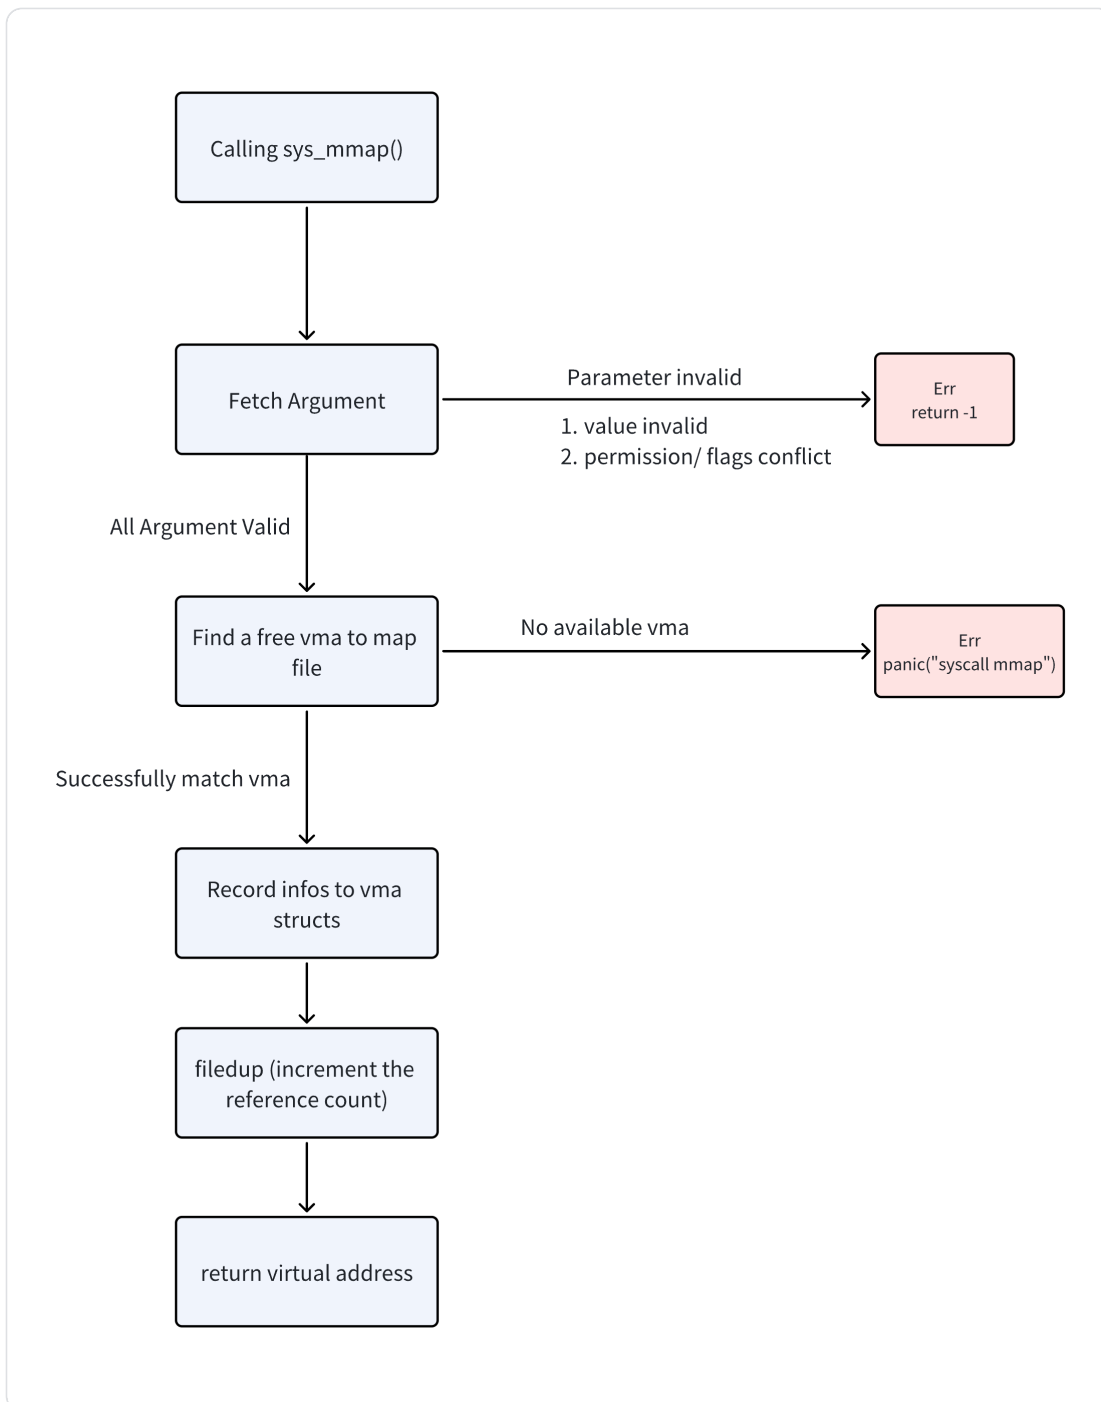 Calling sys_mmap()
Fetch Argument
Parameter invalid
1. value invalid
2. permission/ flags conflict
Err
return -1
All Argument Valid
Find a free vma to map
file
No available vma
Err
panic("syscall mmap")
Successfully match vma
Record infos to vma
structs
filedup (increment the
reference count)
return virtual address